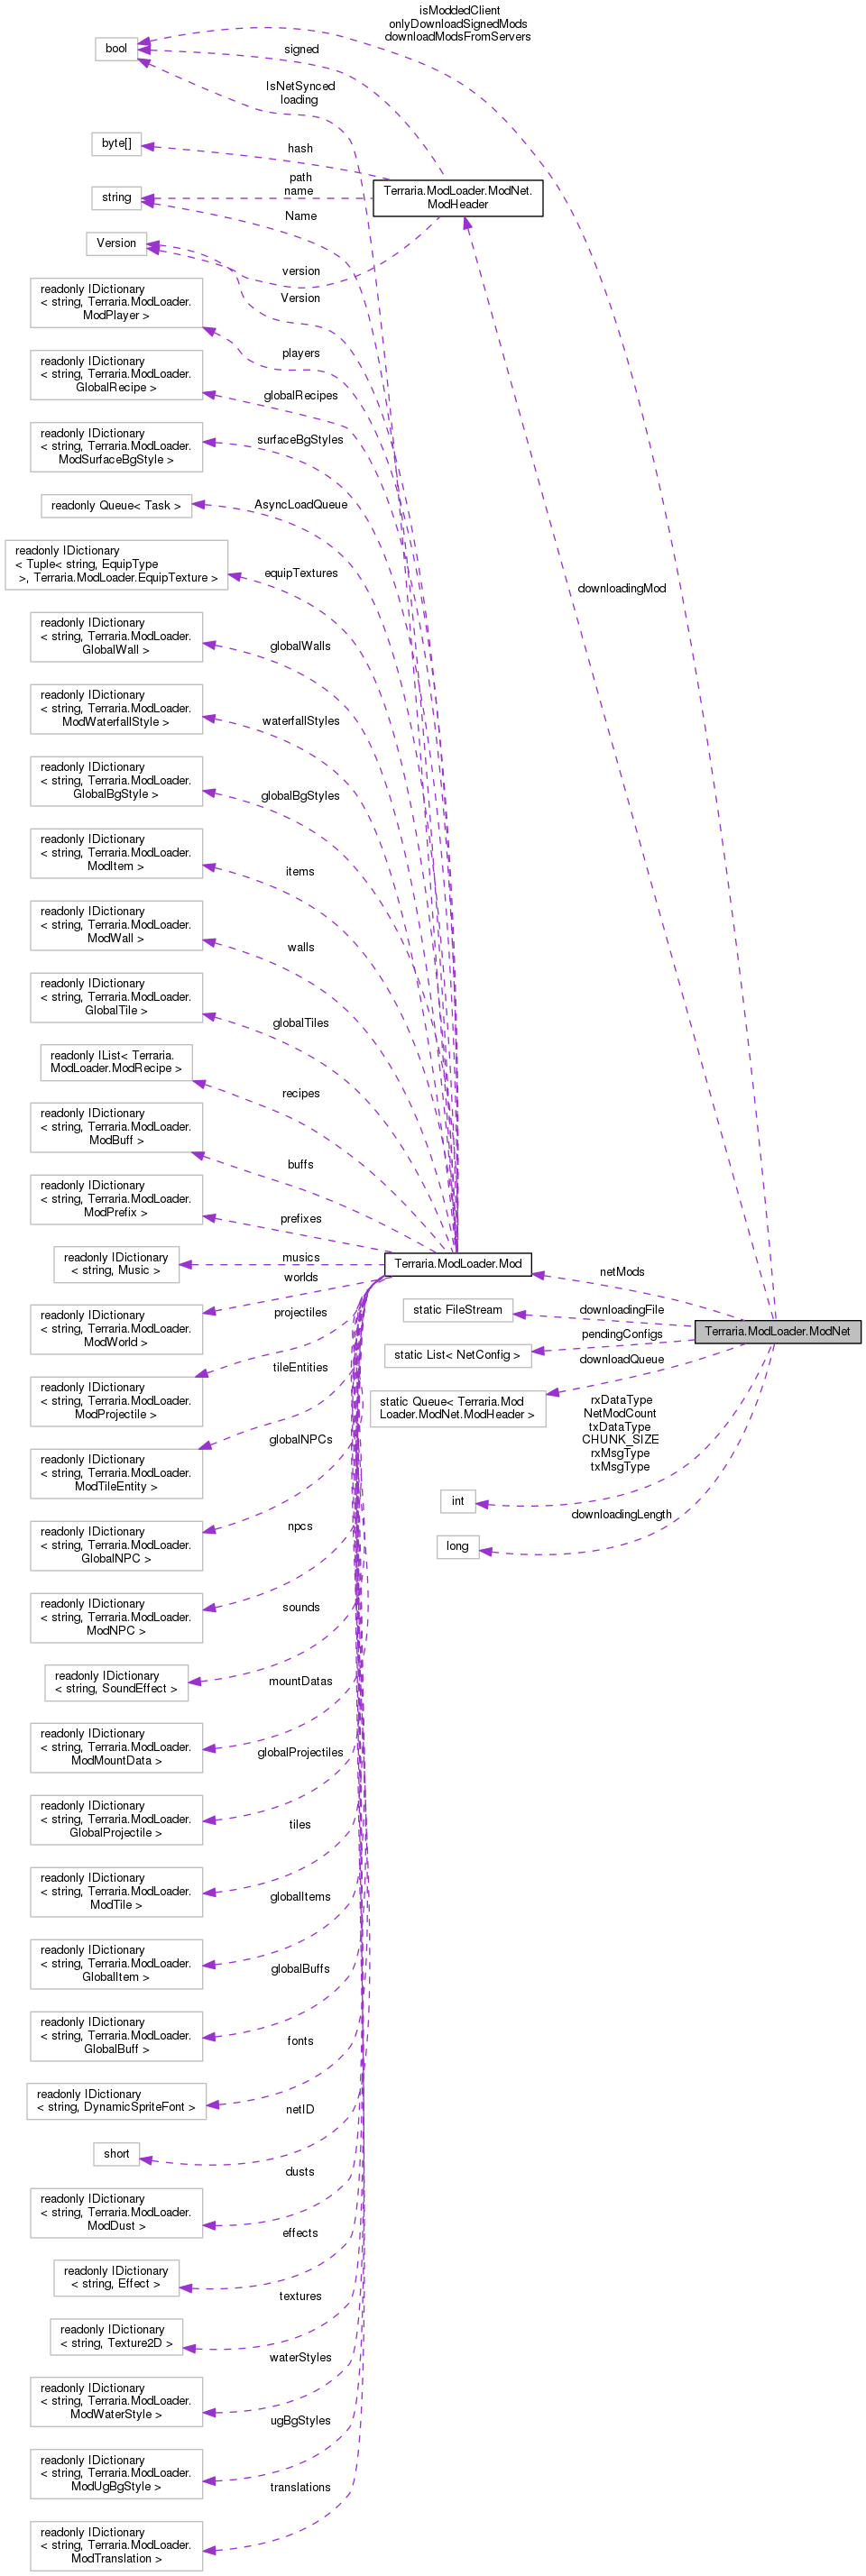 isModdedClient
onlyDownloadSignedMods
downloadModsFromServers
bool
signed
IsNetSynced
loading
byte[]
hash
path
name
string
Terraria.ModLoader.ModNet.
ModHeader
Name
Version
version
Version
readonly IDictionary
< string, Terraria.ModLoader.
ModPlayer >
players
readonly IDictionary
< string, Terraria.ModLoader.
GlobalRecipe >
globalRecipes
readonly IDictionary
< string, Terraria.ModLoader.
ModSurfaceBgStyle >
surfaceBgStyles
readonly Queue< Task >
AsyncLoadQueue
readonly IDictionary
< Tuple< string, EquipType
>, Terraria.ModLoader.EquipTexture >
equipTextures
downloadingMod
readonly IDictionary
< string, Terraria.ModLoader.
GlobalWall >
globalWalls
readonly IDictionary
< string, Terraria.ModLoader.
ModWaterfallStyle >
waterfallStyles
readonly IDictionary
< string, Terraria.ModLoader.
GlobalBgStyle >
globalBgStyles
readonly IDictionary
< string, Terraria.ModLoader.
ModItem >
items
readonly IDictionary
< string, Terraria.ModLoader.
ModWall >
walls
readonly IDictionary
< string, Terraria.ModLoader.
GlobalTile >
globalTiles
readonly IList< Terraria.
ModLoader.ModRecipe >
recipes
readonly IDictionary
< string, Terraria.ModLoader.
ModBuff >
buffs
readonly IDictionary
< string, Terraria.ModLoader.
ModPrefix >
prefixes
readonly IDictionary
< string, Music >
musics
Terraria.ModLoader.Mod
netMods
worlds
readonly IDictionary
< string, Terraria.ModLoader.
ModWorld >
projectiles
static FileStream
downloadingFile
Terraria.ModLoader.ModNet
pendingConfigs
static List< NetConfig >
downloadQueue
tileEntities
readonly IDictionary
< string, Terraria.ModLoader.
ModProjectile >
static Queue< Terraria.Mod
Loader.ModNet.ModHeader >
rxDataType
NetModCount
txDataType
CHUNK_SIZE
rxMsgType
txMsgType
globalNPCs
readonly IDictionary
< string, Terraria.ModLoader.
ModTileEntity >
int
downloadingLength
npcs
readonly IDictionary
< string, Terraria.ModLoader.
GlobalNPC >
long
readonly IDictionary
< string, Terraria.ModLoader.
ModNPC >
sounds
readonly IDictionary
< string, SoundEffect >
mountDatas
readonly IDictionary
< string, Terraria.ModLoader.
ModMountData >
globalProjectiles
readonly IDictionary
< string, Terraria.ModLoader.
GlobalProjectile >
tiles
readonly IDictionary
< string, Terraria.ModLoader.
ModTile >
globalItems
readonly IDictionary
< string, Terraria.ModLoader.
GlobalItem >
globalBuffs
readonly IDictionary
< string, Terraria.ModLoader.
GlobalBuff >
fonts
readonly IDictionary
< string, DynamicSpriteFont >
netID
short
dusts
readonly IDictionary
< string, Terraria.ModLoader.
ModDust >
effects
readonly IDictionary
< string, Effect >
textures
readonly IDictionary
< string, Texture2D >
waterStyles
readonly IDictionary
< string, Terraria.ModLoader.
ModWaterStyle >
ugBgStyles
readonly IDictionary
< string, Terraria.ModLoader.
ModUgBgStyle >
translations
readonly IDictionary
< string, Terraria.ModLoader.
ModTranslation >